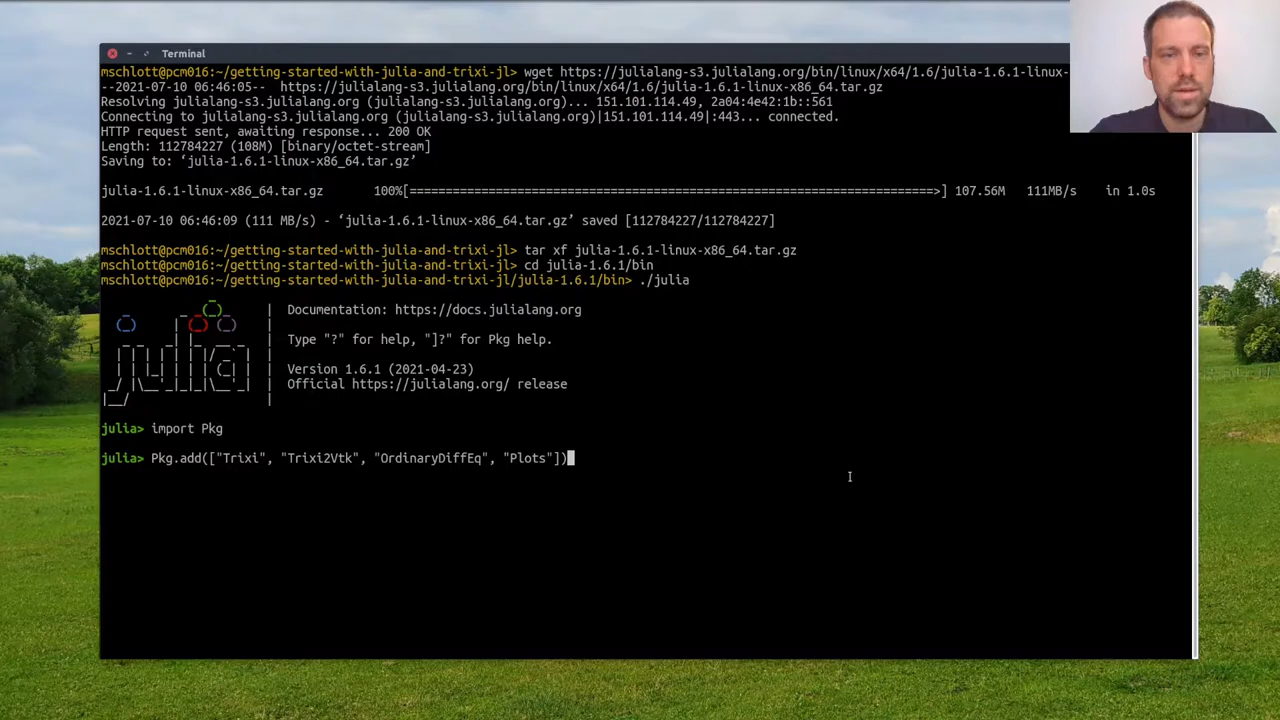 Terminal
mschlott@pcm016:~/getting-started-with-julia-and-trixi-jl> wget https://julialang-s3.julialang.org/bin/linux/x64/1.6/julia-1.6.1-linux-
--2021-07-10 06:46:05-- https://julialang-s3.julialang.org/bin/linux/x64/1.6/julia-1.6.1-linux-x86_64.tar.gz
Resolving julialang-s3.julialang.org (julialang-s3.julialang.org)... 151.101.114.49, 2a04:4e42:1b::561
Connecting to julialang-s3.julialang.org (julialang-s3.julialang.org)|151.101.114.49|:443... connected.
HTTP request sent, awaiting response... 200 OK
Length: 112784227 (108M) [binary/octet-stream]
Saving to: ‘julia-1.6.1-linux-x86_64.tar.gz’
julia-1.6.1-linux-x86_64.tar.gz 100%[==========================================================================>] 107.56M 111MB/s in 1.0s
2021-07-10 06:46:09 (111 MB/s) - ‘julia-1.6.1-linux-x86_64.tar.gz’ saved [112784227/112784227]
mschlott@pcm016:~/getting-started-with-julia-and-trixi-jl> tar xf julia-1.6.1-linux-x86_64.tar.gz
mschlott@pcm016:~/getting-started-with-julia-and-trixi-jl> cd julia-1.6.1/bin
mschlott@pcm016:~/getting-started-with-julia-and-trixi-jl/julia-1.6.1/bin> ./julia
Documentation: https://docs.julialang.org
Type "?" for help, "]?" for Pkg help.
Version 1.6.1 (2021-04-23)
Official https://julialang.org/ release
julia> import Pkg
julia> Pkg.add(["Trixi", "Trixi2Vtk", "OrdinaryDiffEq", "Plots"])